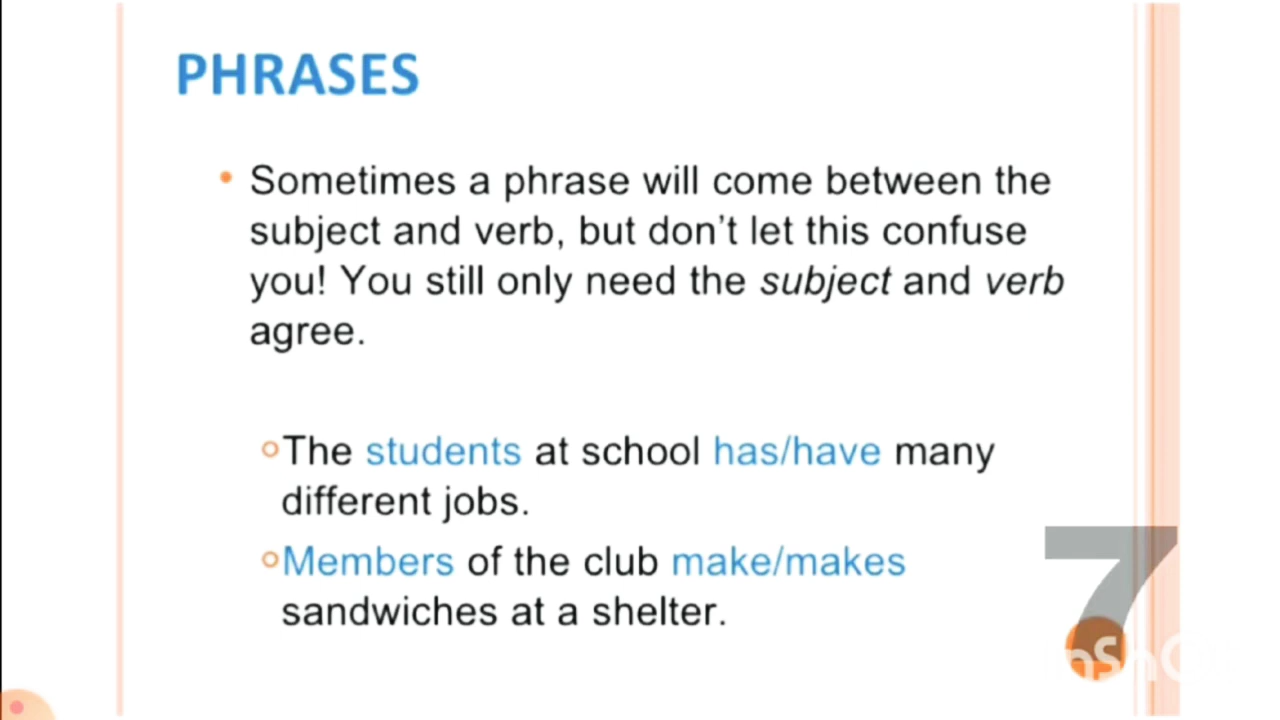 PHRASES
Sometimes a phrase will come between the
subject and verb, but don't let this confuse
you! You still only need the subject and verb
agree.
The students at school has/have many
different jobs.
Members of the club make/makes
sandwiches at a shelter.
7